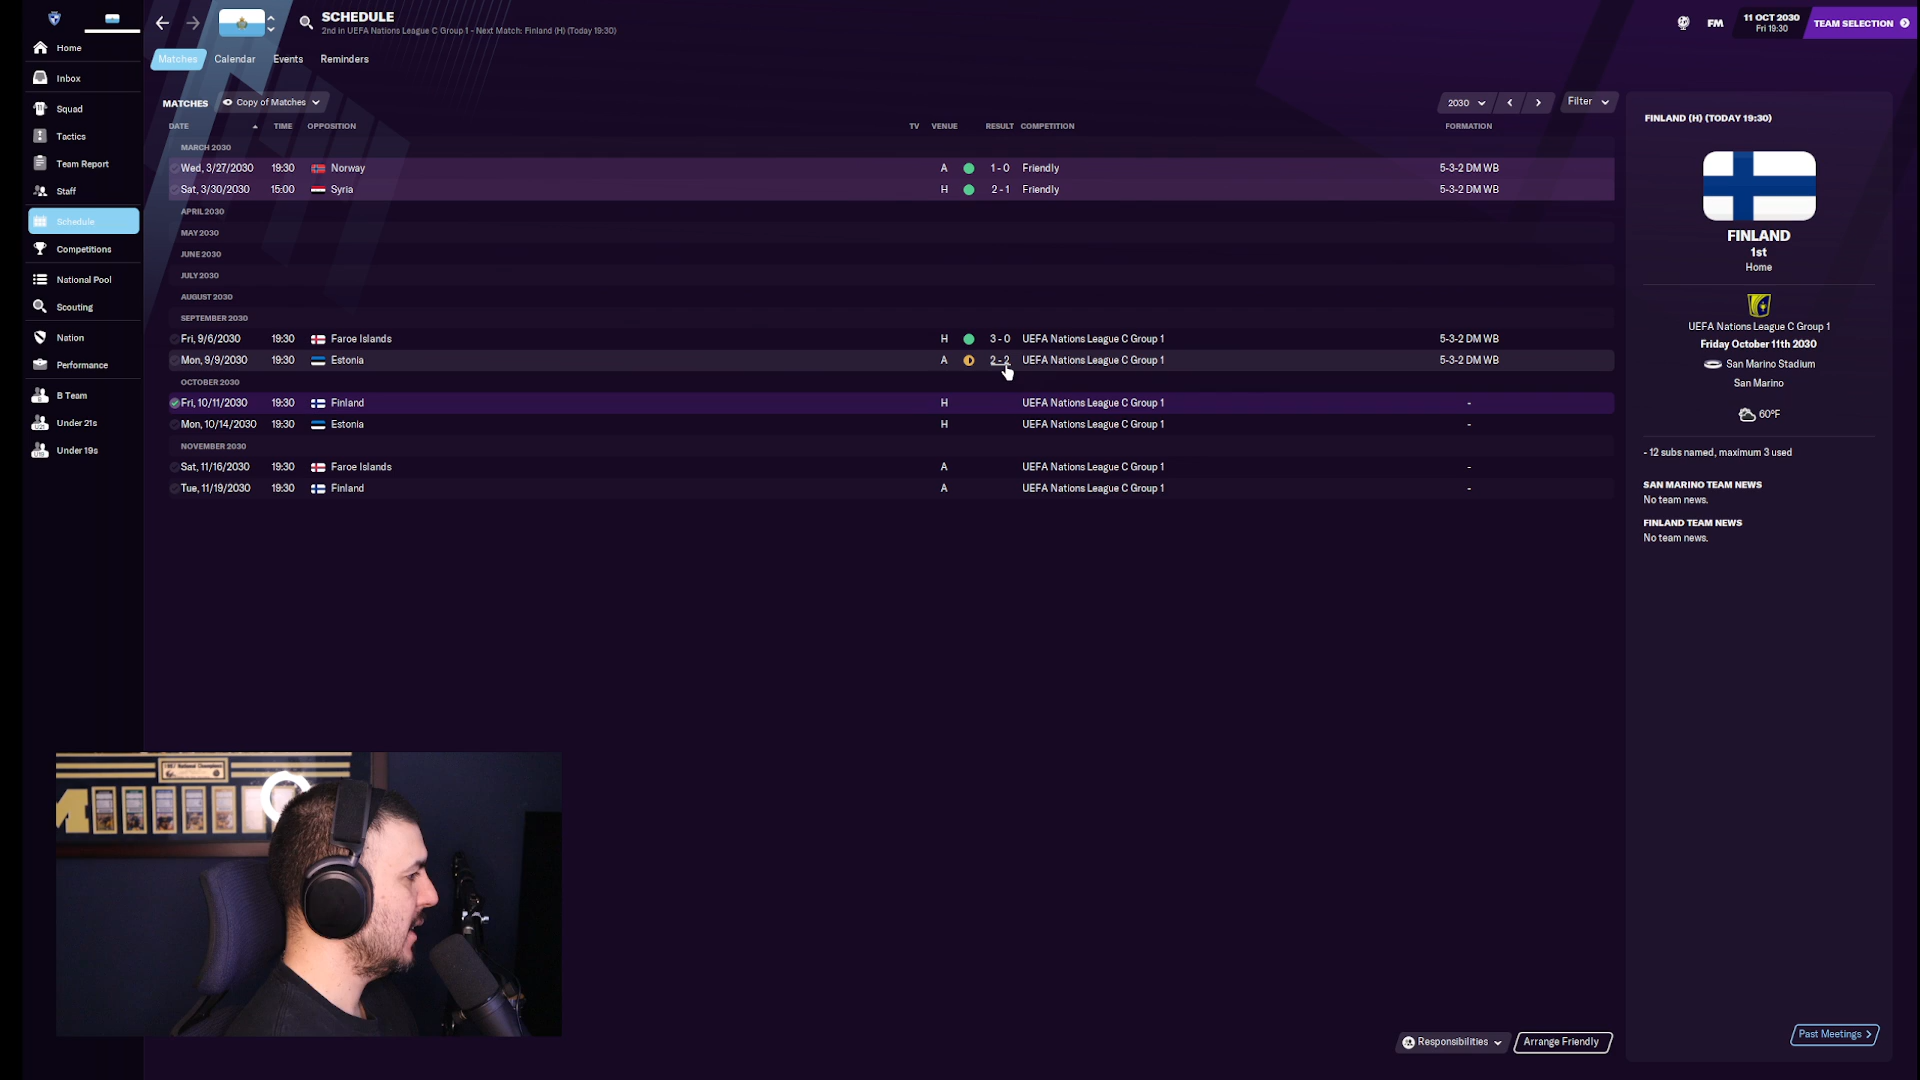 SCHEDULE
2nd in UEFA Nations League C Group 1 - Next Match: Finland (H) (Today 19:30)
FM
11 OCT 2030
Fri 19:30
TEAM SELECTION
Home
Inbox
Squad
Tactics
Team Report
Staff
Schedule
Competitions
National Pool
Scouting
Nation
Performance
B Team
Under 21s
Under 19s
Matches Calendar Events Reminders
MATCHES Copy of Matches 2030 Filter
DATE TIME OPPOSITION TV VENUE RESULT COMPETITION FORMATION
MARCH 2030
Wed, 3/27/2030 19:30 Norway A 1 - 0 Friendly 5-3-2 DM WB
Sat, 3/30/2030 15:00 Syria H 2 - 1 Friendly 5-3-2 DM WB
APRIL 2030
MAY 2030
JUNE 2030
JULY 2030
AUGUST 2030
SEPTEMBER 2030
Fri, 9/6/2030 19:30 Faroe Islands H 3 - 0 UEFA Nations League C Group 1 5-3-2 DM WB
Mon, 9/9/2030 19:30 Estonia A 2 - 2 UEFA Nations League C Group 1 5-3-2 DM WB
OCTOBER 2030
Fri, 10/11/2030 19:30 Finland H UEFA Nations League C Group 1 -
Mon, 10/14/2030 19:30 Estonia H UEFA Nations League C Group 1 -
NOVEMBER 2030
Sat, 11/16/2030 19:30 Faroe Islands A UEFA Nations League C Group 1 -
Tue, 11/19/2030 19:30 Finland A UEFA Nations League C Group 1 -
FINLAND (H) (TODAY 19:30)
FINLAND
1st
Home
UEFA Nations League C Group 1
Friday October 11th 2030
San Marino Stadium
San Marino
60°F
- 12 subs named, maximum 3 used
SAN MARINO TEAM NEWS
No team news.
FINLAND TEAM NEWS
No team news.
Past Meetings
Responsibilities Arrange Friendly